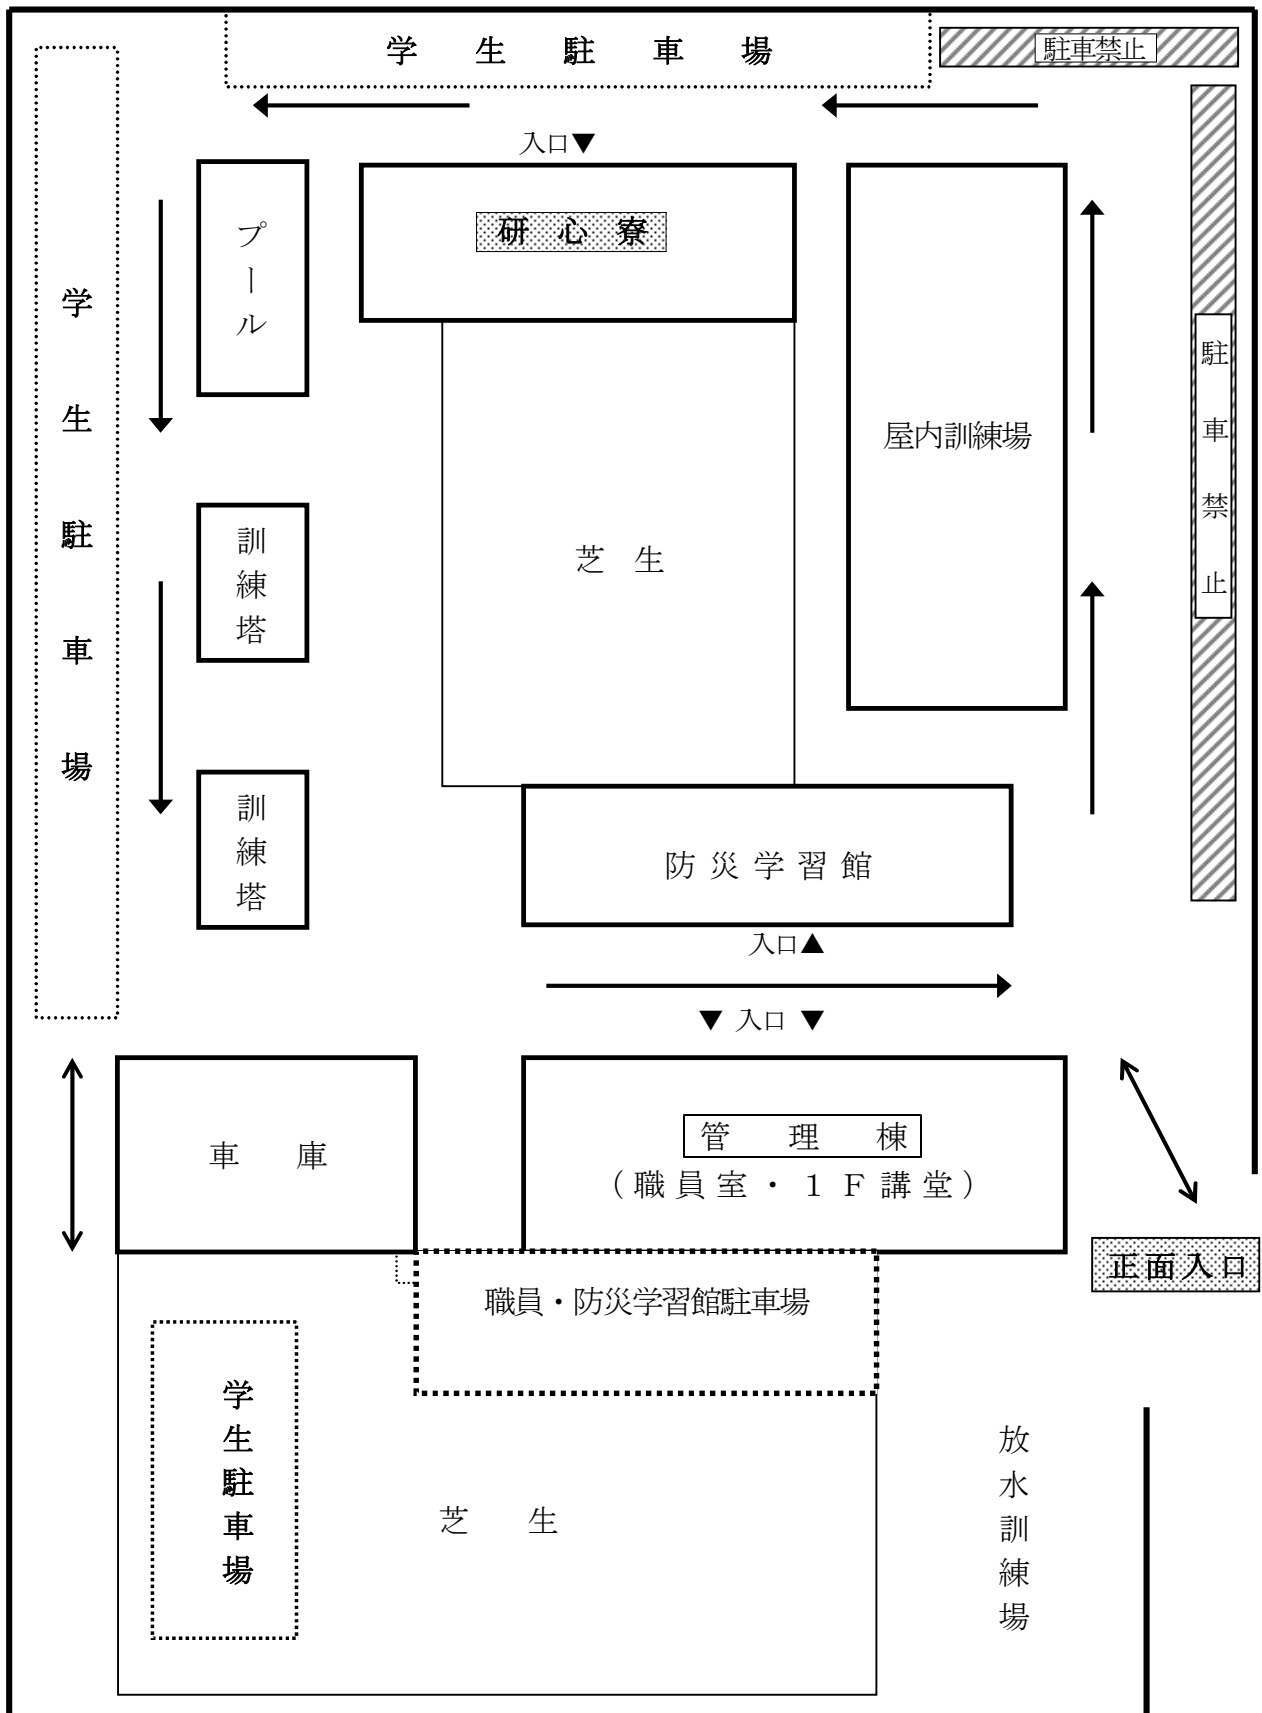 学 生 駐 車 場
駐車禁止
入口▼
研 心 寮
プール
学生駐車場
屋内訓練場
駐車禁止
訓練塔
芝 生
訓練塔
防 災 学 習 館
入口▲
▼ 入口 ▼
車 庫
管 理 棟
（ 職 員 室 ・ １ Ｆ 講 堂 ）
正面入口
職員・防災学習館駐車場
学生駐車場
芝 生
放水訓練場